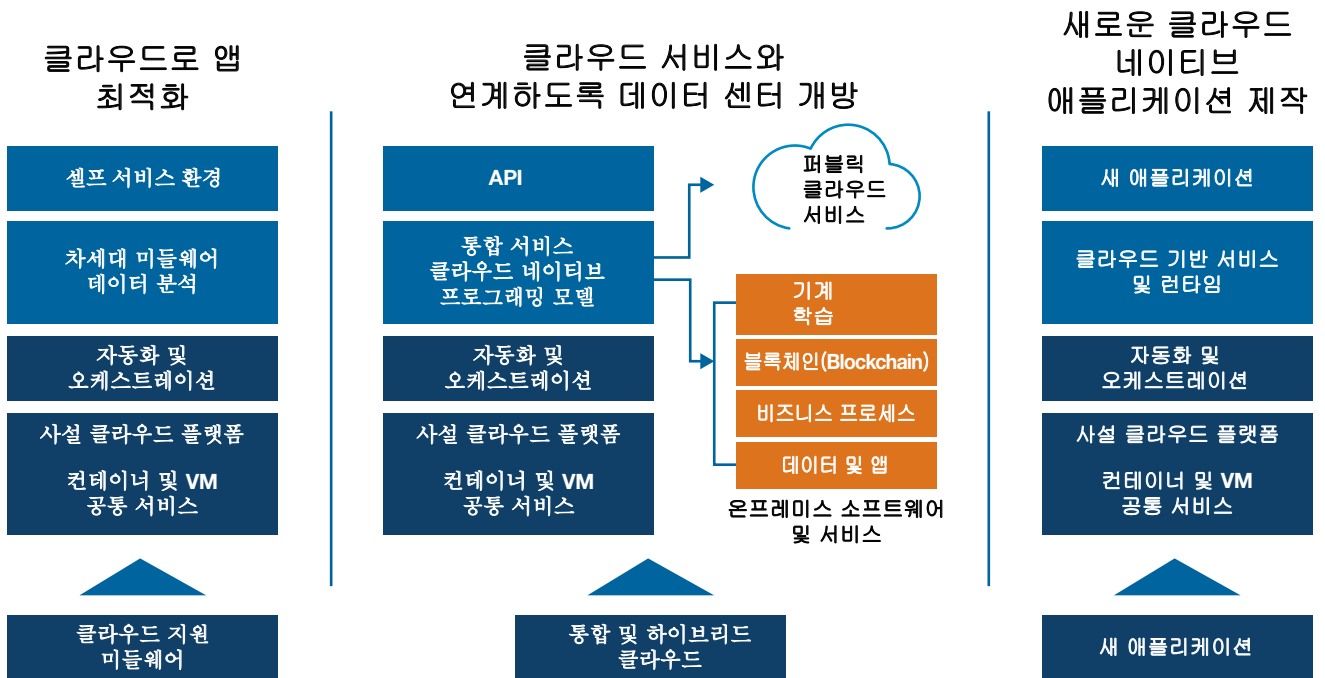 클라우드로 앱
최적화
셀프 서비스 환경
차세대 미들웨어
데이터 분석
자동화 및
오케스트레이션
사설 클라우드 플랫폼
컨테이너 및 VM
공통 서비스
클라우드 지원
미들웨어
클라우드 서비스와
연계하도록 데이터 센터 개방
API
통합 서비스
클라우드 네이티브
프로그래밍 모델
자동화 및
오케스트레이션
사설 클라우드 플랫폼
컨테이너 및 VM
공통 서비스
퍼블릭
클라우드
서비스
기계
학습
블록체인(Blockchain)
비즈니스 프로세스
데이터 및 앱
온프레미스 소프트웨어
및 서비스
통합 및 하이브리드
클라우드
새로운 클라우드
네이티브
애플리케이션 제작
새 애플리케이션
클라우드 기반 서비스
및 런타임
자동화 및
오케스트레이션
사설 클라우드 플랫폼
컨테이너 및 VM
공통 서비스
새 애플리케이션